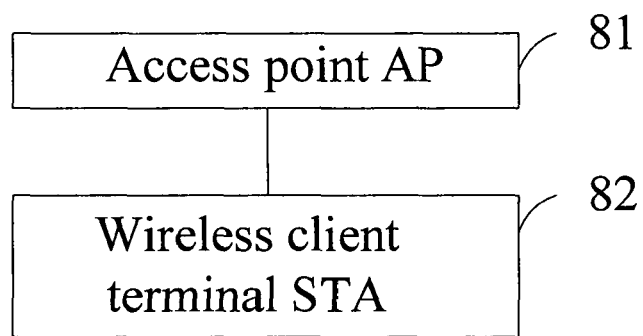 81
Access point AP
82
Wireless client
terminal STA